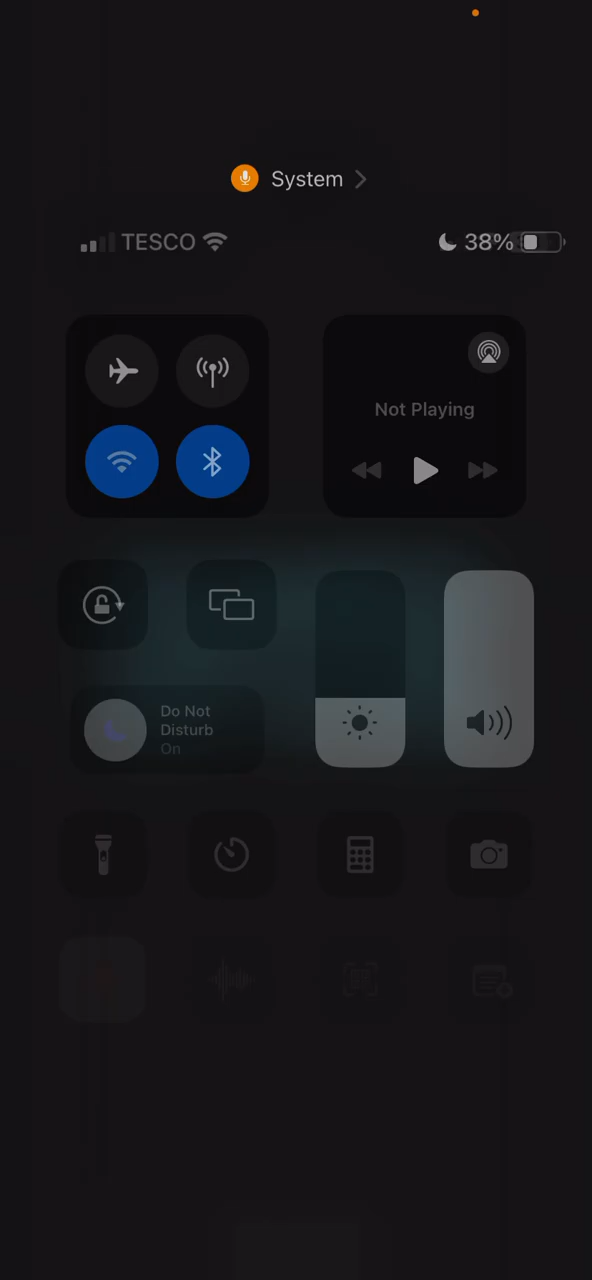 System
TESCO 38%
Not Playing
Do Not
Disturb
On